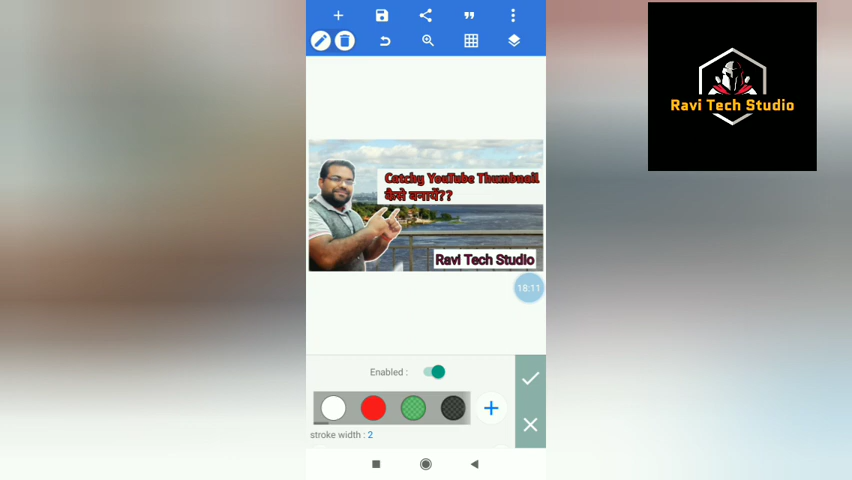 Ravi Tech Studio
Catchy YouTube Thumbnail
कैसे बनायें??
Ravi Tech Studio
18:11
Enabled :
stroke width : 2